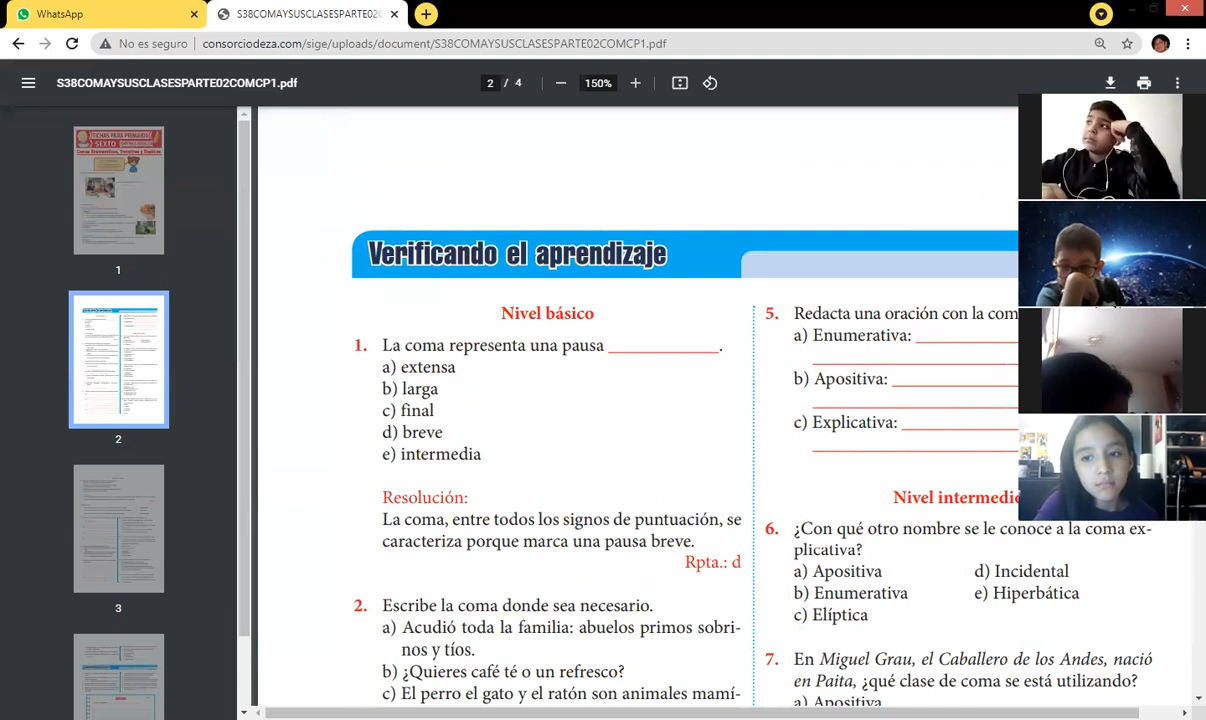 WhatsApp
S38COMAYSUSCLASESPARTE02C
No es seguro
consorciodeza.com/sige/uploads/document/S38COMAYSUSCLASESPARTE02COMCP1.pdf
S38COMAYSUSCLASESPARTE02COMCP1.pdf
2 / 4
150%
FICHAS PARA PRIMARIA
SEXTO
1
2
3
Verificando el aprendizaje
Nivel básico
1. La coma representa una pausa ____________ .
a) extensa
b) larga
c) final
d) breve
e) intermedia
Resolución:
La coma, entre todos los signos de puntuación, se
caracteriza porque marca una pausa breve.
Rpta.: d
2. Escribe la coma donde sea necesario.
a) Acudió toda la familia: abuelos primos sobri-
nos y tíos.
b) ¿Quieres café té o un refresco?
c) El perro el gato y el ratón son animales mamí-
5. Redacta una oración con la com
a) Enumerativa:
b) Apositiva:
c) Explicativa:
Nivel intermedio
6. ¿Con qué otro nombre se le conoce a la coma ex-
plicativa?
a) Apositiva
d) Incidental
b) Enumerativa
e) Hiperbática
c) Elíptica
7. En Miguel Grau, el Caballero de los Andes, nació
en Paita, ¿qué clase de coma se está utilizando?
a) Apositiva